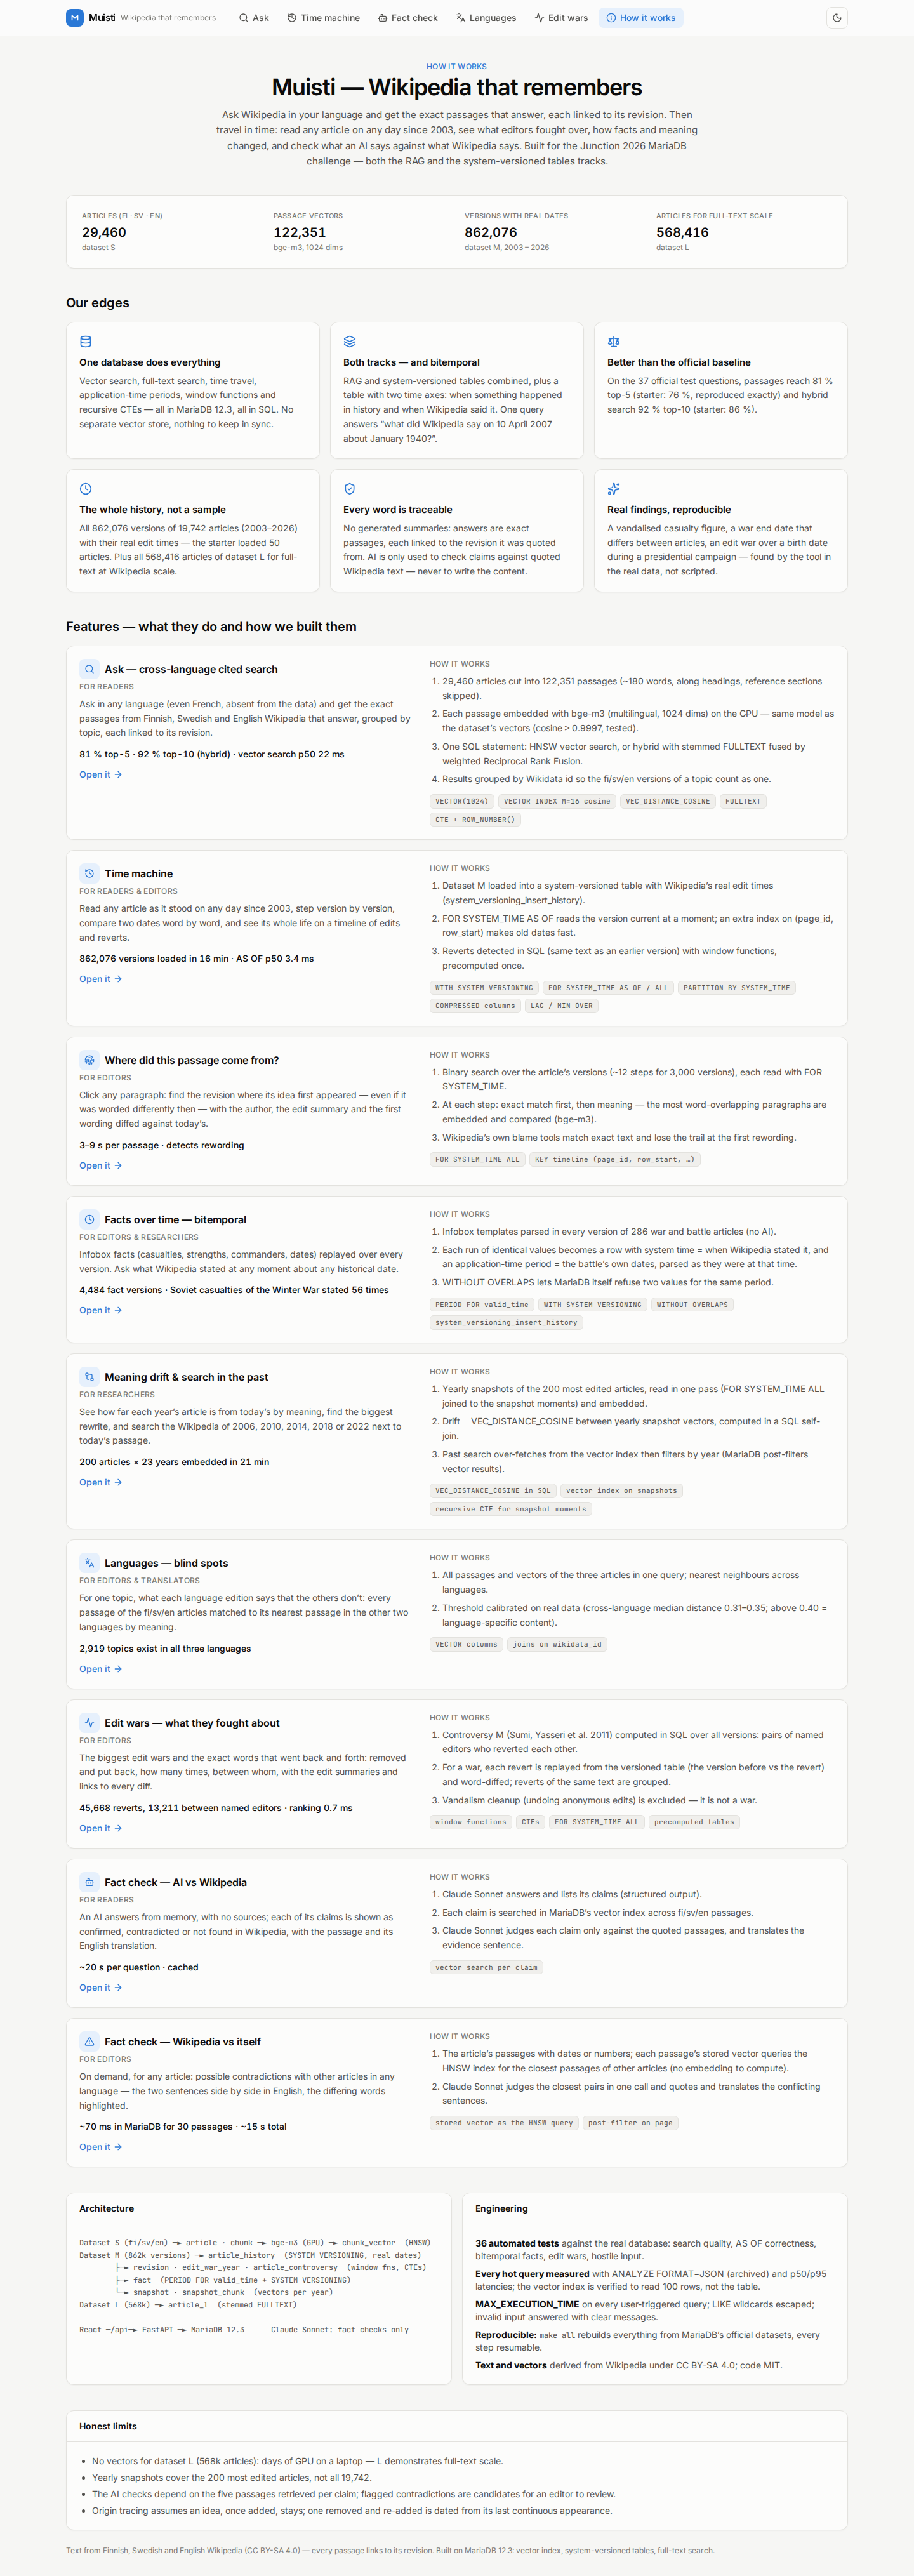 Muisti Wikipedia that remembers Ask Time machine Fact check Languages Edit wars How it works
HOW IT WORKS
Muisti — Wikipedia that remembers
Ask Wikipedia in your language and get the exact passages that answer, each linked to its revision. Then
travel in time: read any article on any day since 2003, see what editors fought over, how facts and meaning
changed, and check what an AI says against what Wikipedia says. Built for the Junction 2026 MariaDB
challenge — both the RAG and the system-versioned tables tracks.
ARTICLES (FI · SV · EN)
29,460
dataset S
PASSAGE VECTORS
122,351
bge-m3, 1024 dims
VERSIONS WITH REAL DATES
862,076
dataset M, 2003 – 2026
ARTICLES FOR FULL-TEXT SCALE
568,416
dataset L
Our edges
One database does everything
Vector search, full-text search, time travel,
application-time periods, window functions and
recursive CTEs — all in MariaDB 12.3, all in SQL. No
separate vector store, nothing to keep in sync.
Both tracks — and bitemporal
RAG and system-versioned tables combined, plus a
table with two time axes: when something happened
in history and when Wikipedia said it. One query
answers “what did Wikipedia say on 10 April 2007
about January 1940?”.
Better than the official baseline
On the 37 official test questions, passages reach 81 %
top-5 (starter: 76 %, reproduced exactly) and hybrid
search 92 % top-10 (starter: 86 %).
The whole history, not a sample
All 862,076 versions of 19,742 articles (2003–2026)
with their real edit times — the starter loaded 50
articles. Plus all 568,416 articles of dataset L for full-
text at Wikipedia scale.
Every word is traceable
No generated summaries: answers are exact
passages, each linked to the revision it was quoted
from. AI is only used to check claims against quoted
Wikipedia text — never to write the content.
Real findings, reproducible
A vandalised casualty figure, a war end date that
differs between articles, an edit war over a birth date
during a presidential campaign — found by the tool in
the real data, not scripted.
Features — what they do and how we built them
Ask — cross-language cited search
FOR READERS
Ask in any language (even French, absent from the data) and get the exact
passages from Finnish, Swedish and English Wikipedia that answer, grouped by
topic, each linked to its revision.
81 % top-5 · 92 % top-10 (hybrid) · vector search p50 22 ms
Open it →
HOW IT WORKS
1. 29,460 articles cut into 122,351 passages (~180 words, along headings, reference sections
skipped).
2. Each passage embedded with bge-m3 (multilingual, 1024 dims) on the GPU — same model as
the dataset’s vectors (cosine ≥ 0.9997, tested).
3. One SQL statement: HNSW vector search, or hybrid with stemmed FULLTEXT fused by
weighted Reciprocal Rank Fusion.
4. Results grouped by Wikidata id so the fi/sv/en versions of a topic count as one.
VECTOR(1024) VECTOR INDEX M=16 cosine VEC_DISTANCE_COSINE FULLTEXT
CTE + ROW_NUMBER()
Time machine
FOR READERS & EDITORS
Read any article as it stood on any day since 2003, step version by version,
compare two dates word by word, and see its whole life on a timeline of edits
and reverts.
862,076 versions loaded in 16 min · AS OF p50 3.4 ms
Open it →
HOW IT WORKS
1. Dataset M loaded into a system-versioned table with Wikipedia’s real edit times
(system_versioning_insert_history).
2. FOR SYSTEM_TIME AS OF reads the version current at a moment; an extra index on (page_id,
row_start) makes old dates fast.
3. Reverts detected in SQL (same text as an earlier version) with window functions,
precomputed once.
WITH SYSTEM VERSIONING FOR SYSTEM_TIME AS OF / ALL PARTITION BY SYSTEM_TIME
COMPRESSED columns LAG / MIN OVER
Where did this passage come from?
FOR EDITORS
Click any paragraph: find the revision where its idea first appeared — even if it
was worded differently then — with the author, the edit summary and the first
wording diffed against today’s.
3–9 s per passage · detects rewording
Open it →
HOW IT WORKS
1. Binary search over the article’s versions (~12 steps for 3,000 versions), each read with FOR
SYSTEM_TIME.
2. At each step: exact match first, then meaning — the most word-overlapping paragraphs are
embedded and compared (bge-m3).
3. Wikipedia’s own blame tools match exact text and lose the trail at the first rewording.
FOR SYSTEM_TIME ALL KEY timeline (page_id, row_start, …)
Facts over time — bitemporal
FOR EDITORS & RESEARCHERS
Infobox facts (casualties, strengths, commanders, dates) replayed over every
version. Ask what Wikipedia stated at any moment about any historical date.
4,484 fact versions · Soviet casualties of the Winter War stated 56 times
Open it →
HOW IT WORKS
1. Infobox templates parsed in every version of 286 war and battle articles (no AI).
2. Each run of identical values becomes a row with system time = when Wikipedia stated it, and
an application-time period = the battle’s own dates, parsed as they were at that time.
3. WITHOUT OVERLAPS lets MariaDB itself refuse two values for the same period.
PERIOD FOR valid_time WITH SYSTEM VERSIONING WITHOUT OVERLAPS
system_versioning_insert_history
Meaning drift & search in the past
FOR RESEARCHERS
See how far each year’s article is from today’s by meaning, find the biggest
rewrite, and search the Wikipedia of 2006, 2010, 2014, 2018 or 2022 next to
today’s passage.
200 articles × 23 years embedded in 21 min
Open it →
HOW IT WORKS
1. Yearly snapshots of the 200 most edited articles, read in one pass (FOR SYSTEM_TIME ALL
joined to the snapshot moments) and embedded.
2. Drift = VEC_DISTANCE_COSINE between yearly snapshot vectors, computed in a SQL self-
join.
3. Past search over-fetches from the vector index then filters by year (MariaDB post-filters
vector results).
VEC_DISTANCE_COSINE in SQL vector index on snapshots
recursive CTE for snapshot moments
Languages — blind spots
FOR EDITORS & TRANSLATORS
For one topic, what each language edition says that the others don’t: every
passage of the fi/sv/en articles matched to its nearest passage in the other two
languages by meaning.
2,919 topics exist in all three languages
Open it →
HOW IT WORKS
1. All passages and vectors of the three articles in one query; nearest neighbours across
languages.
2. Threshold calibrated on real data (cross-language median distance 0.31–0.35; above 0.40 =
language-specific content).
VECTOR columns joins on wikidata_id
Edit wars — what they fought about
FOR EDITORS
The biggest edit wars and the exact words that went back and forth: removed
and put back, how many times, between whom, with the edit summaries and
links to every diff.
45,668 reverts, 13,211 between named editors · ranking 0.7 ms
Open it →
HOW IT WORKS
1. Controversy M (Sumi, Yasseri et al. 2011) computed in SQL over all versions: pairs of named
editors who reverted each other.
2. For a war, each revert is replayed from the versioned table (the version before vs the revert)
and word-diffed; reverts of the same text are grouped.
3. Vandalism cleanup (undoing anonymous edits) is excluded — it is not a war.
window functions CTEs FOR SYSTEM_TIME ALL precomputed tables
Fact check — AI vs Wikipedia
FOR READERS
An AI answers from memory, with no sources; each of its claims is shown as
confirmed, contradicted or not found in Wikipedia, with the passage and its
English translation.
~20 s per question · cached
Open it →
HOW IT WORKS
1. Claude Sonnet answers and lists its claims (structured output).
2. Each claim is searched in MariaDB’s vector index across fi/sv/en passages.
3. Claude Sonnet judges each claim only against the quoted passages, and translates the
evidence sentence.
vector search per claim
Fact check — Wikipedia vs itself
FOR EDITORS
On demand, for any article: possible contradictions with other articles in any
language — the two sentences side by side in English, the differing words
highlighted.
~70 ms in MariaDB for 30 passages · ~15 s total
Open it →
HOW IT WORKS
1. The article’s passages with dates or numbers; each passage’s stored vector queries the
HNSW index for the closest passages of other articles (no embedding to compute).
2. Claude Sonnet judges the closest pairs in one call and quotes and translates the conflicting
sentences.
stored vector as the HNSW query post-filter on page
Architecture
Dataset S (fi/sv/en) ─► article · chunk ─► bge-m3 (GPU) ─► chunk_vector (HNSW)
Dataset M (862k versions) ─► article_history (SYSTEM VERSIONING, real dates)
├─► revision · edit_war_year · article_controversy (window fns, CTEs)
├─► fact (PERIOD FOR valid_time + SYSTEM VERSIONING)
└─► snapshot · snapshot_chunk (vectors per year)
Dataset L (568k) ─► article_l (stemmed FULLTEXT)
React ─/api─► FastAPI ─► MariaDB 12.3 Claude Sonnet: fact checks only
Engineering
36 automated tests against the real database: search quality, AS OF correctness,
bitemporal facts, edit wars, hostile input.
Every hot query measured with ANALYZE FORMAT=JSON (archived) and p50/p95
latencies; the vector index is verified to read 100 rows, not the table.
MAX_EXECUTION_TIME on every user-triggered query; LIKE wildcards escaped;
invalid input answered with clear messages.
Reproducible: make all rebuilds everything from MariaDB’s official datasets, every
step resumable.
Text and vectors derived from Wikipedia under CC BY-SA 4.0; code MIT.
Honest limits
• No vectors for dataset L (568k articles): days of GPU on a laptop — L demonstrates full-text scale.
• Yearly snapshots cover the 200 most edited articles, not all 19,742.
• The AI checks depend on the five passages retrieved per claim; flagged contradictions are candidates for an editor to review.
• Origin tracing assumes an idea, once added, stays; one removed and re-added is dated from its last continuous appearance.
Text from Finnish, Swedish and English Wikipedia (CC BY-SA 4.0) — every passage links to its revision. Built on MariaDB 12.3: vector index, system-versioned tables, full-text search.